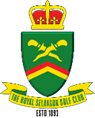 THE ROYAL SELANGOR GOLF CLUB
ESTD 1893